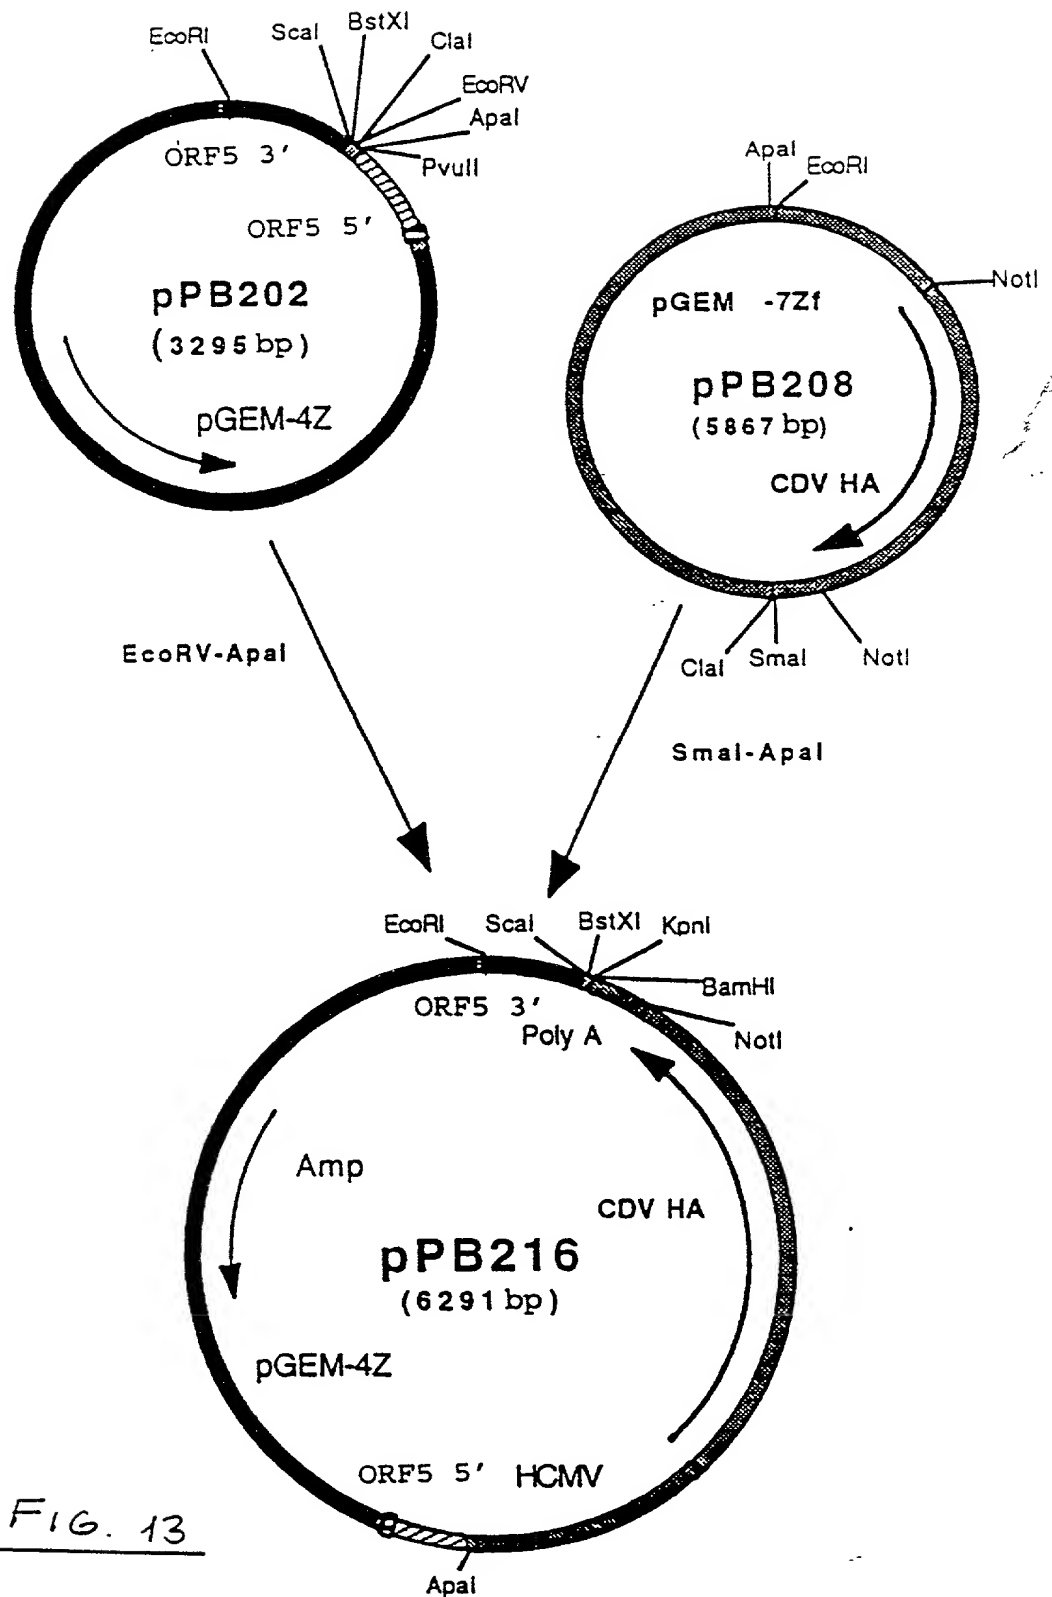 EcoRI
ScaI
BstXI
ClaI
EcoRV
ApaI
PvuII
ORF5 3'
ORF5 5'
pPB202
(3295 bp)
pGEM-4Z
ApaI
EcoRI
NotI
pGEM -7Zf
pPB208
(5867 bp)
CDV HA
ClaI
SmaI
NotI
EcoRV-ApaI
SmaI-ApaI
EcoRI
ScaI
BstXI
KpnI
BamHI
NotI
ORF5 3'
Poly A
Amp
CDV HA
pPB216
(6291 bp)
pGEM-4Z
ORF5 5' HCMV
ApaI
FIG. 13